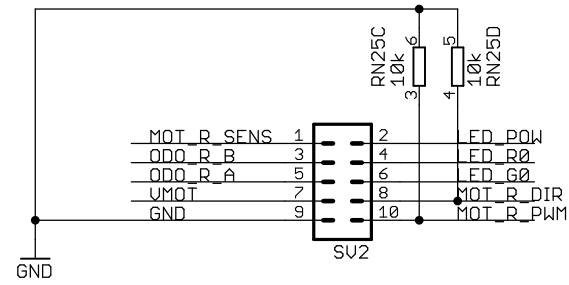 RN25C
10k
6
3
5
4
10k
RN25D
MOT_R_SENS 1
2 LED_POW
ODO_R_B 3
4 LED_R0
ODO_R_A 5
6 LED_G0
VMOT 7
8 MOT_R_DIR
GND 9
10 MOT_R_PWM
SV2
GND